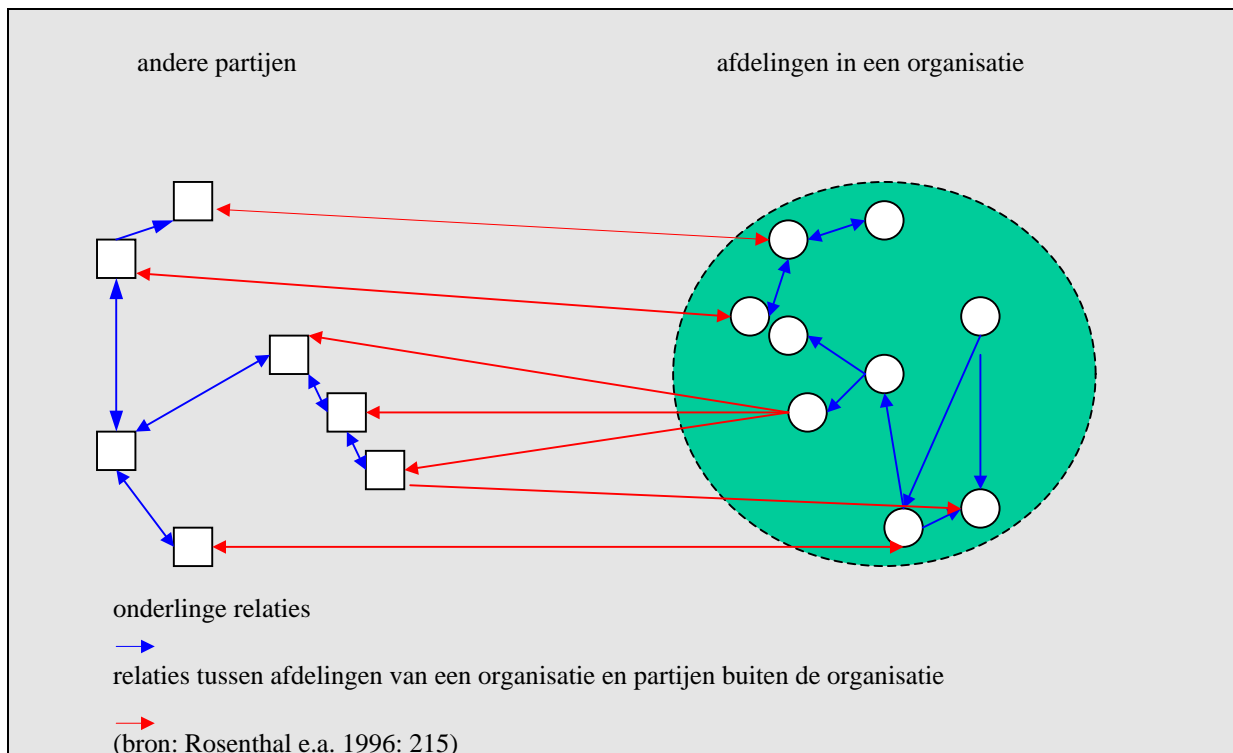 andere partijen
afdelingen in een organisatie
onderlinge relaties
relaties tussen afdelingen van een organisatie en partijen buiten de organisatie
(bron: Rosenthal e.a. 1996: 215)